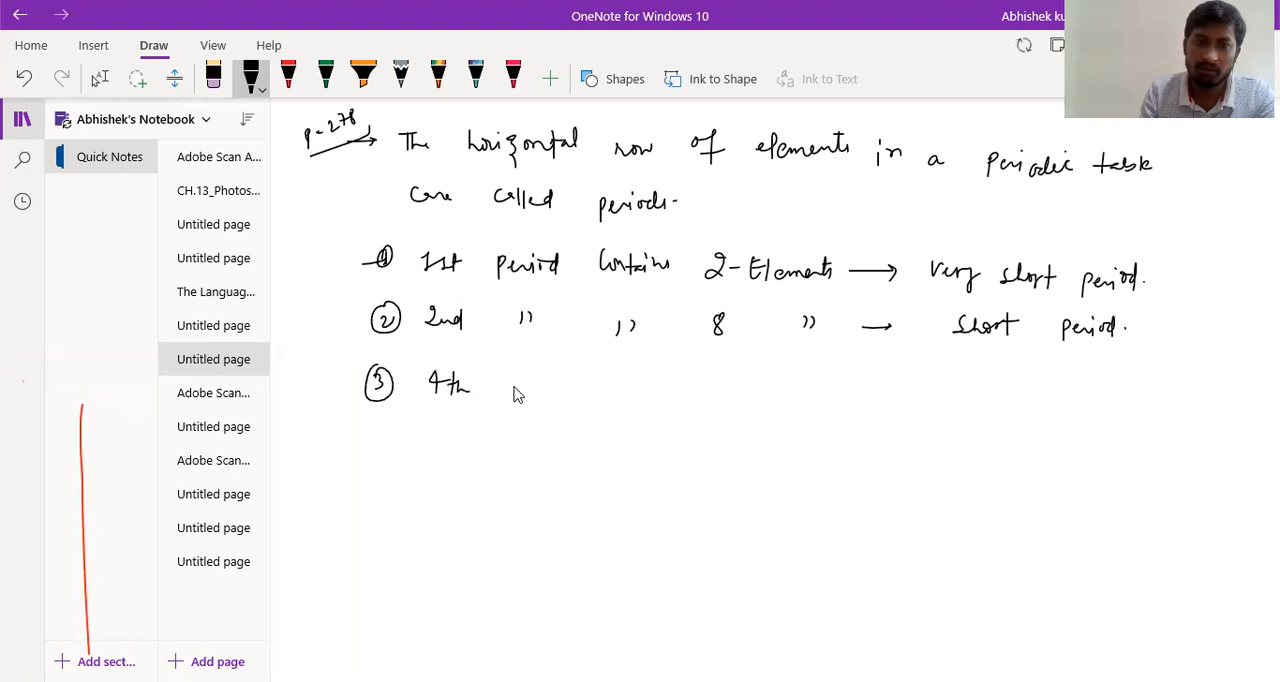 OneNote for Windows 10
Abhishek ku
Home Insert Draw View Help
Shapes Ink to Shape Ink to Text
Abhishek's Notebook
Quick Notes
Adobe Scan A...
CH.13_Photos...
Untitled page
Untitled page
The Languag...
Untitled page
Untitled page
Adobe Scan...
Untitled page
Adobe Scan...
Untitled page
Untitled page
Untitled page
Add sect...
Add page
P-278
The horizontal row of elements in a periodic table
are called periods.
① 1st period contains 2-Elements → very short period.
② 2nd " " 8 " → short period.
③ 4th